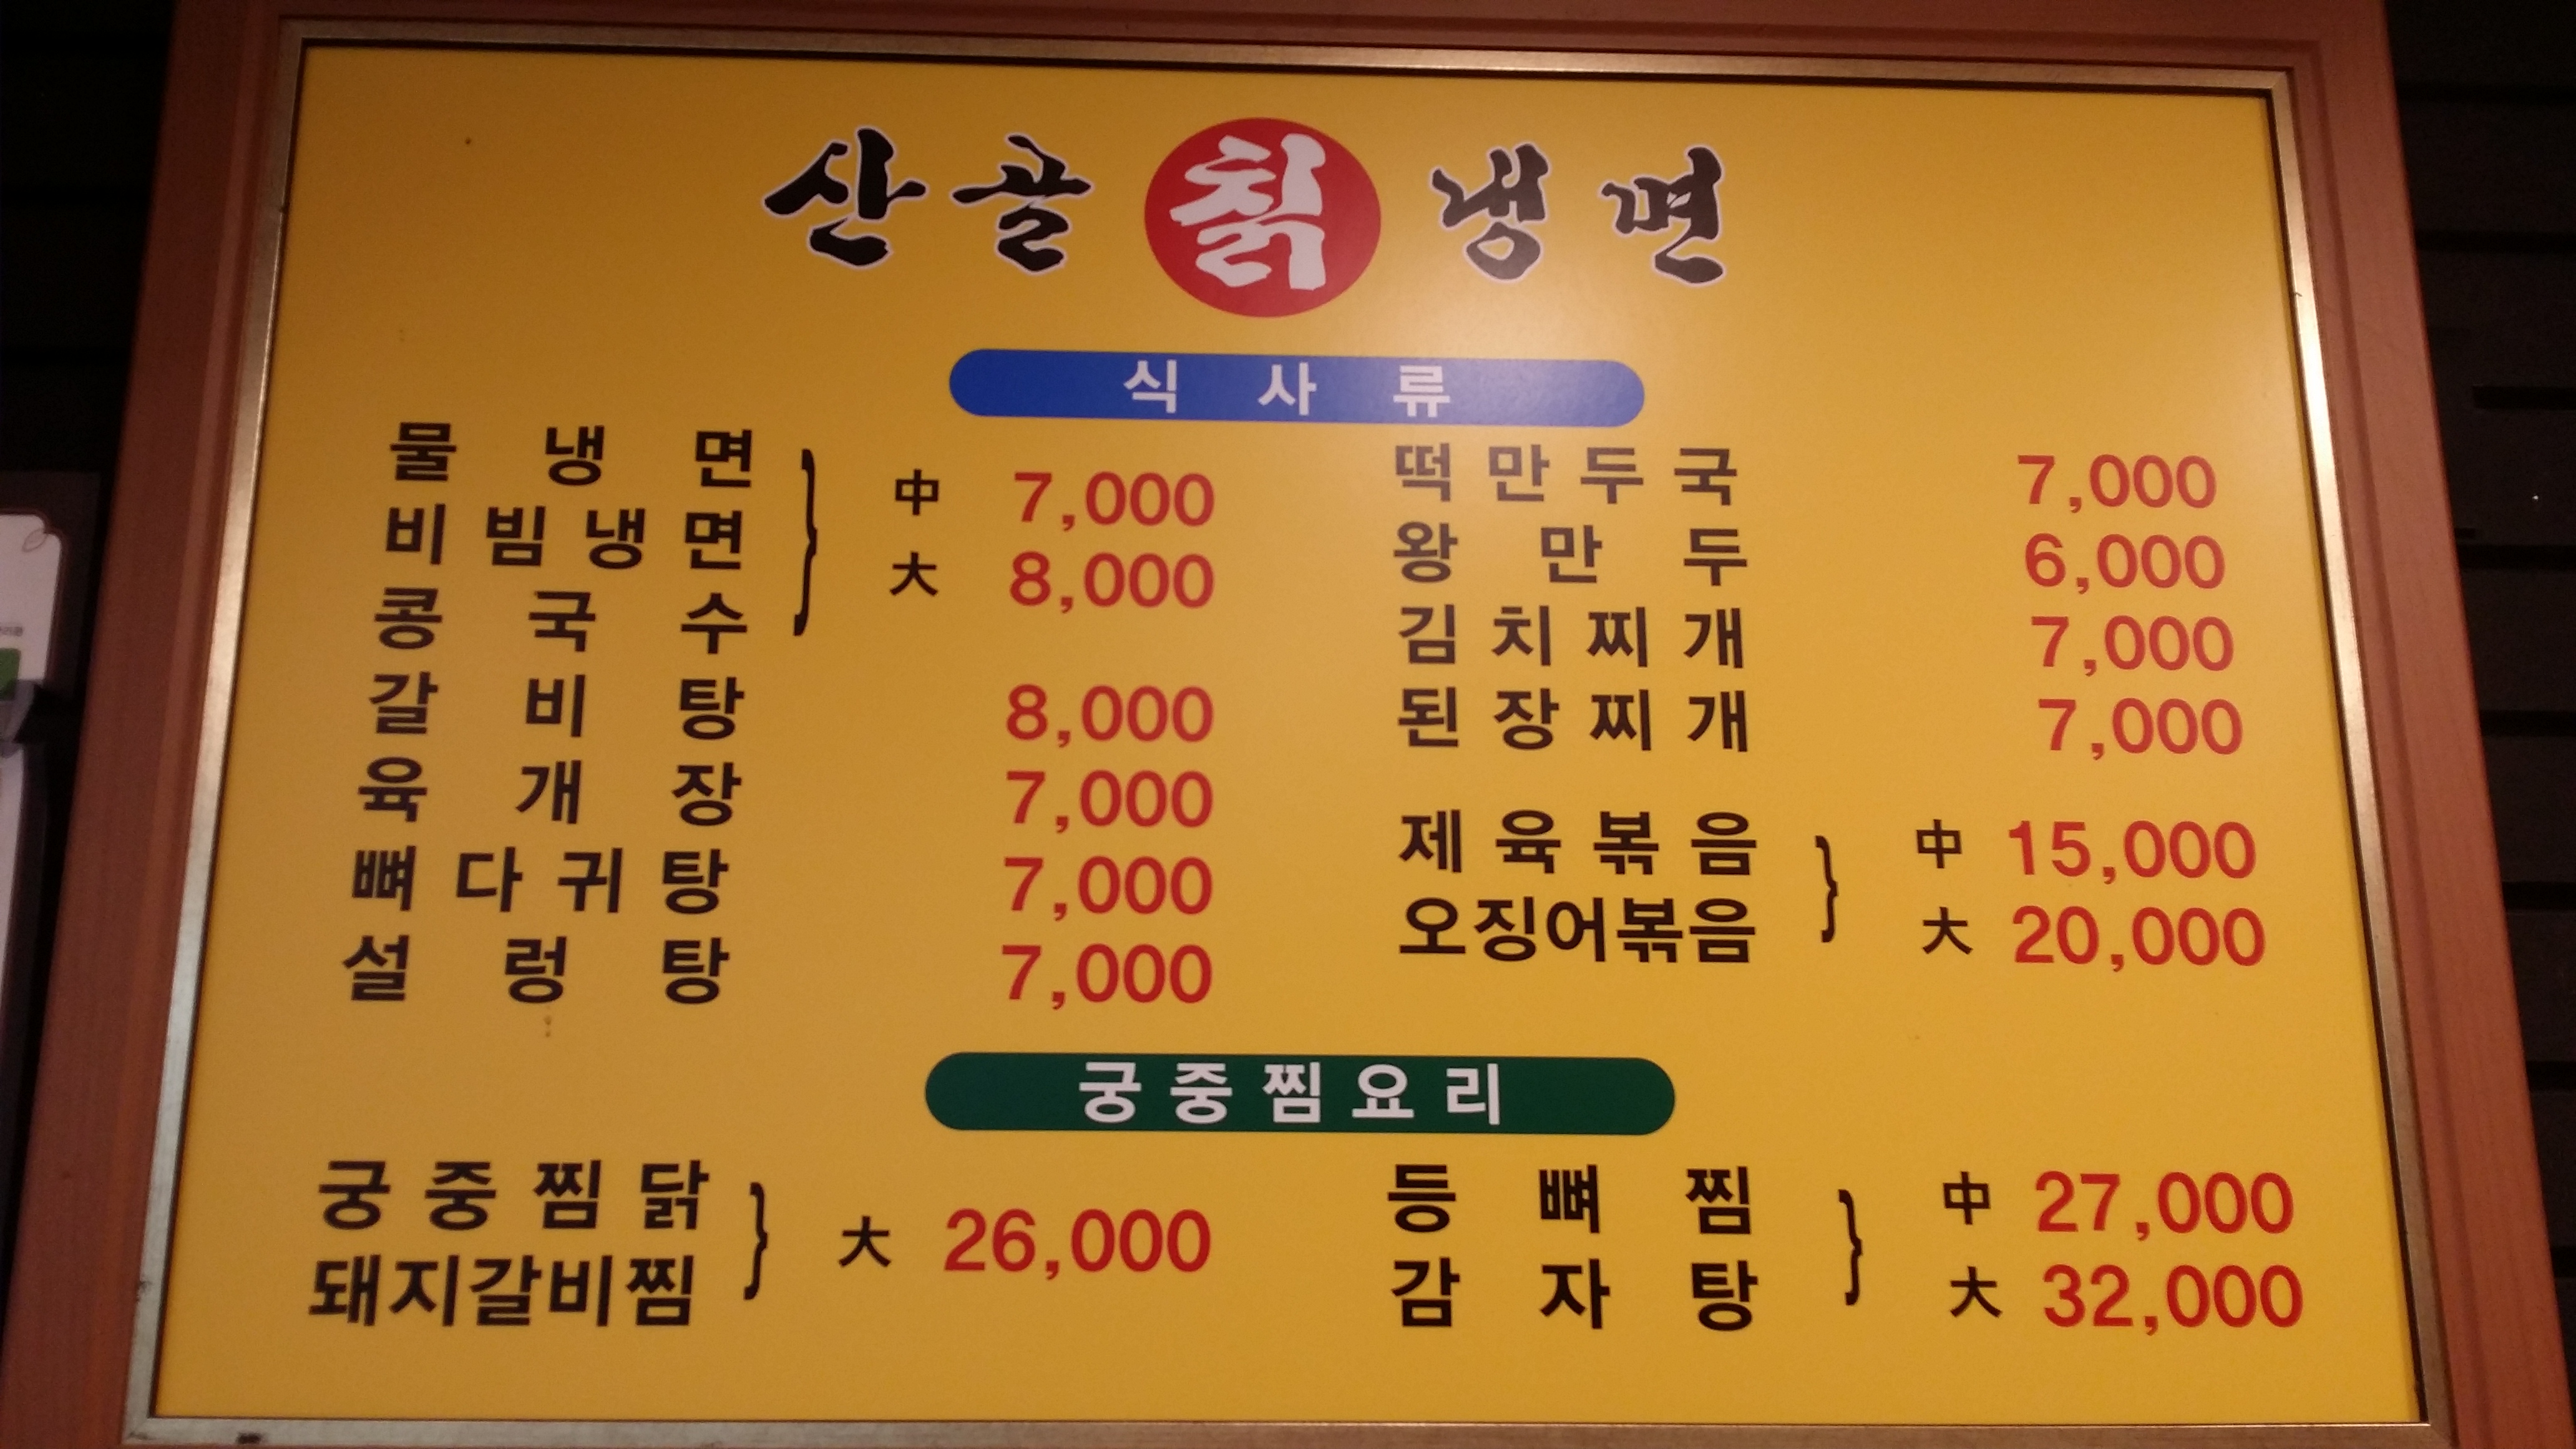 산골 칡 냉면
식사류
물냉면
비빔냉면
콩국수
中 7,000
大 8,000
갈비탕 8,000
육개장 7,000
뼈다귀탕 7,000
설렁탕 7,000
떡만두국 7,000
왕만두 6,000
김치찌개 7,000
된장찌개 7,000
제육볶음
오징어볶음
中 15,000
大 20,000
궁중찜요리
궁중찜닭
돼지갈비찜
大 26,000
등뼈찜
감자탕
中 27,000
大 32,000